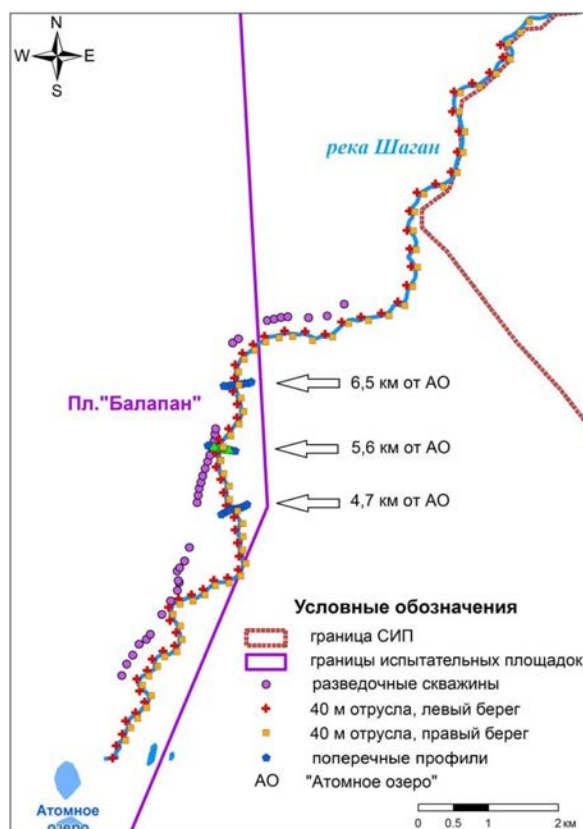 N
W E
S
река Шаган
Пл."Балапан"
6,5 км от АО
5,6 км от АО
4,7 км от АО
Условные обозначения
граница СИП
границы испытательных площадок
разведочные скважины
40 м отрусла, левый берег
40 м отрусла, правый берег
поперечные профили
АО "Атомное озеро"
Атомное
озеро
0 0,5 1 2 км